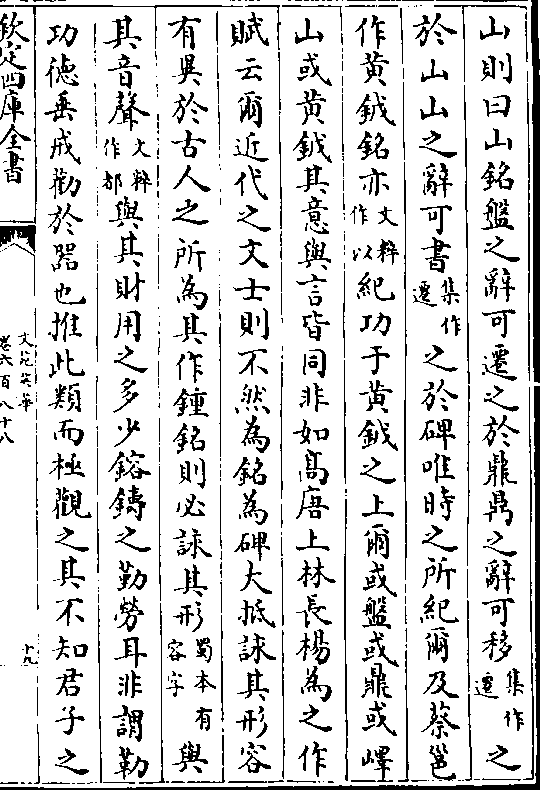 山則曰山銘盤之辭可遷之於鼎鼎之辭可移集作遷之
於山山之辭可書集作遷之於碑唯時之所紀爾及蔡邕
作黄鉞銘亦文粹作以紀功于黄鉞之上爾或盤或鼎或嶧
山或黄鉞其意與言皆同非如髙唐上林長楊為之作
賦云爾近代之文士則不然為銘為碑大抵詠其形容
有異於古人之所為其作鍾銘則必詠其形蜀本有容字與
其音聲文粹作都與其財用之多少鎔鑄之勤勞耳非謂勒
功徳垂戒勸於器也推此類而極觀之其不知君子之
欽定四庫全書
文苑英華
卷六百八十八
十九